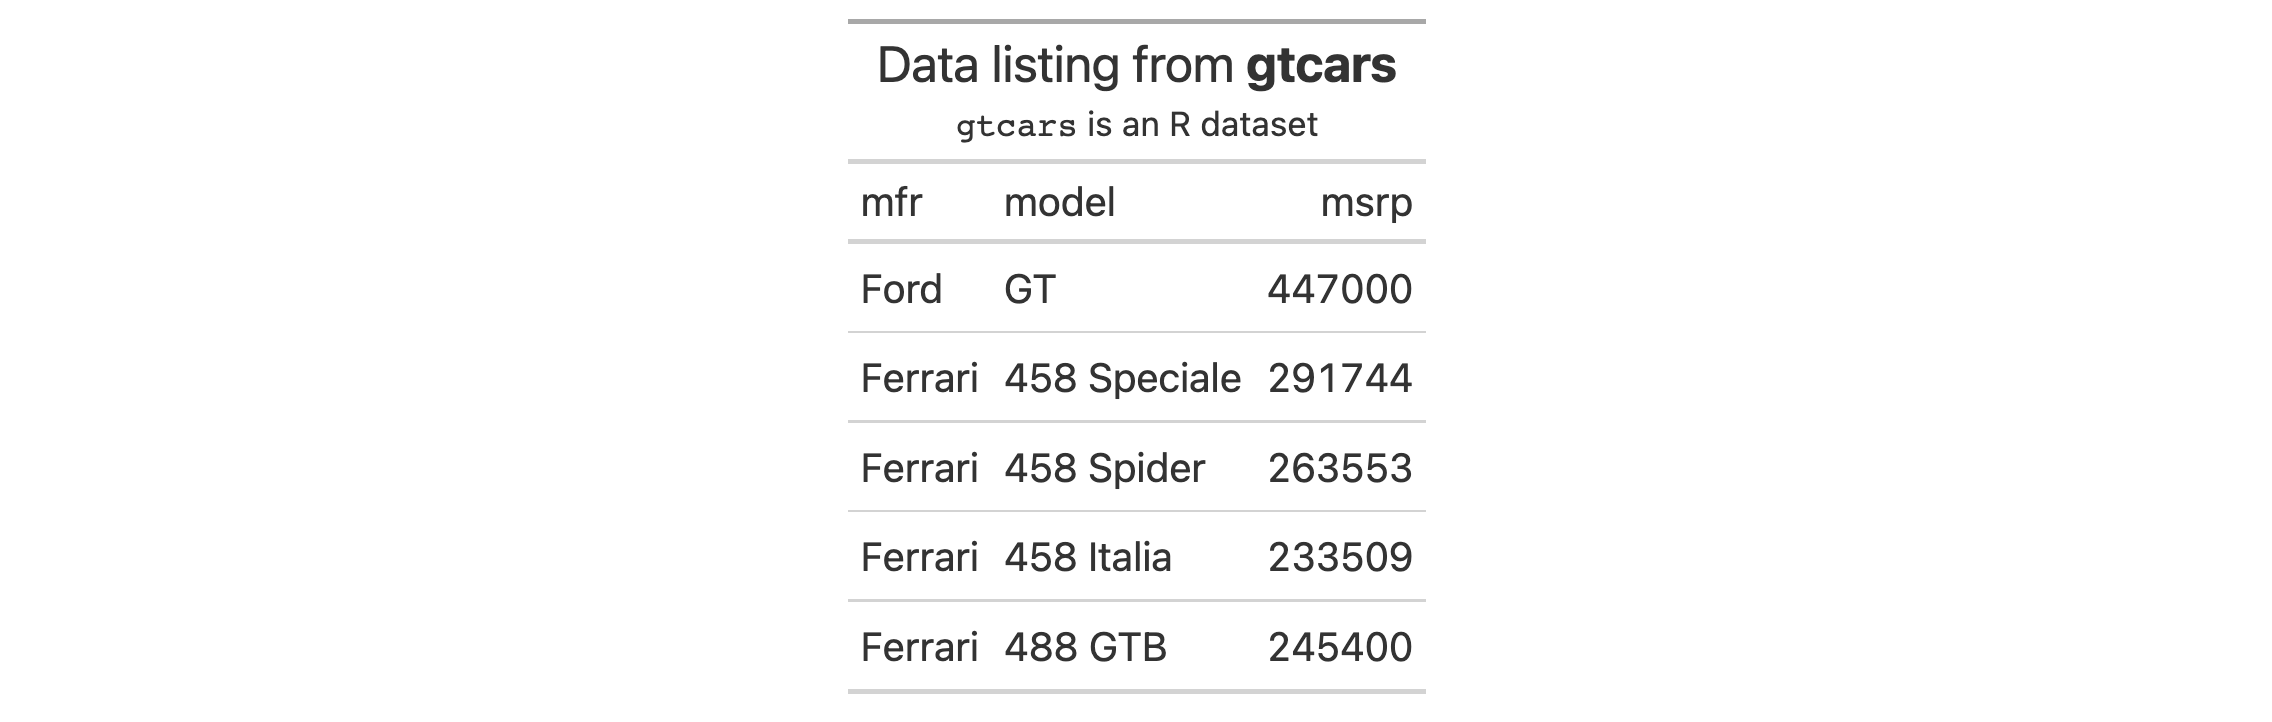 Data listing from gtcars
gtcars is an R dataset
mfr model msrp
Ford GT 447000
Ferrari 458 Speciale 291744
Ferrari 458 Spider 263553
Ferrari 458 Italia 233509
Ferrari 488 GTB 245400